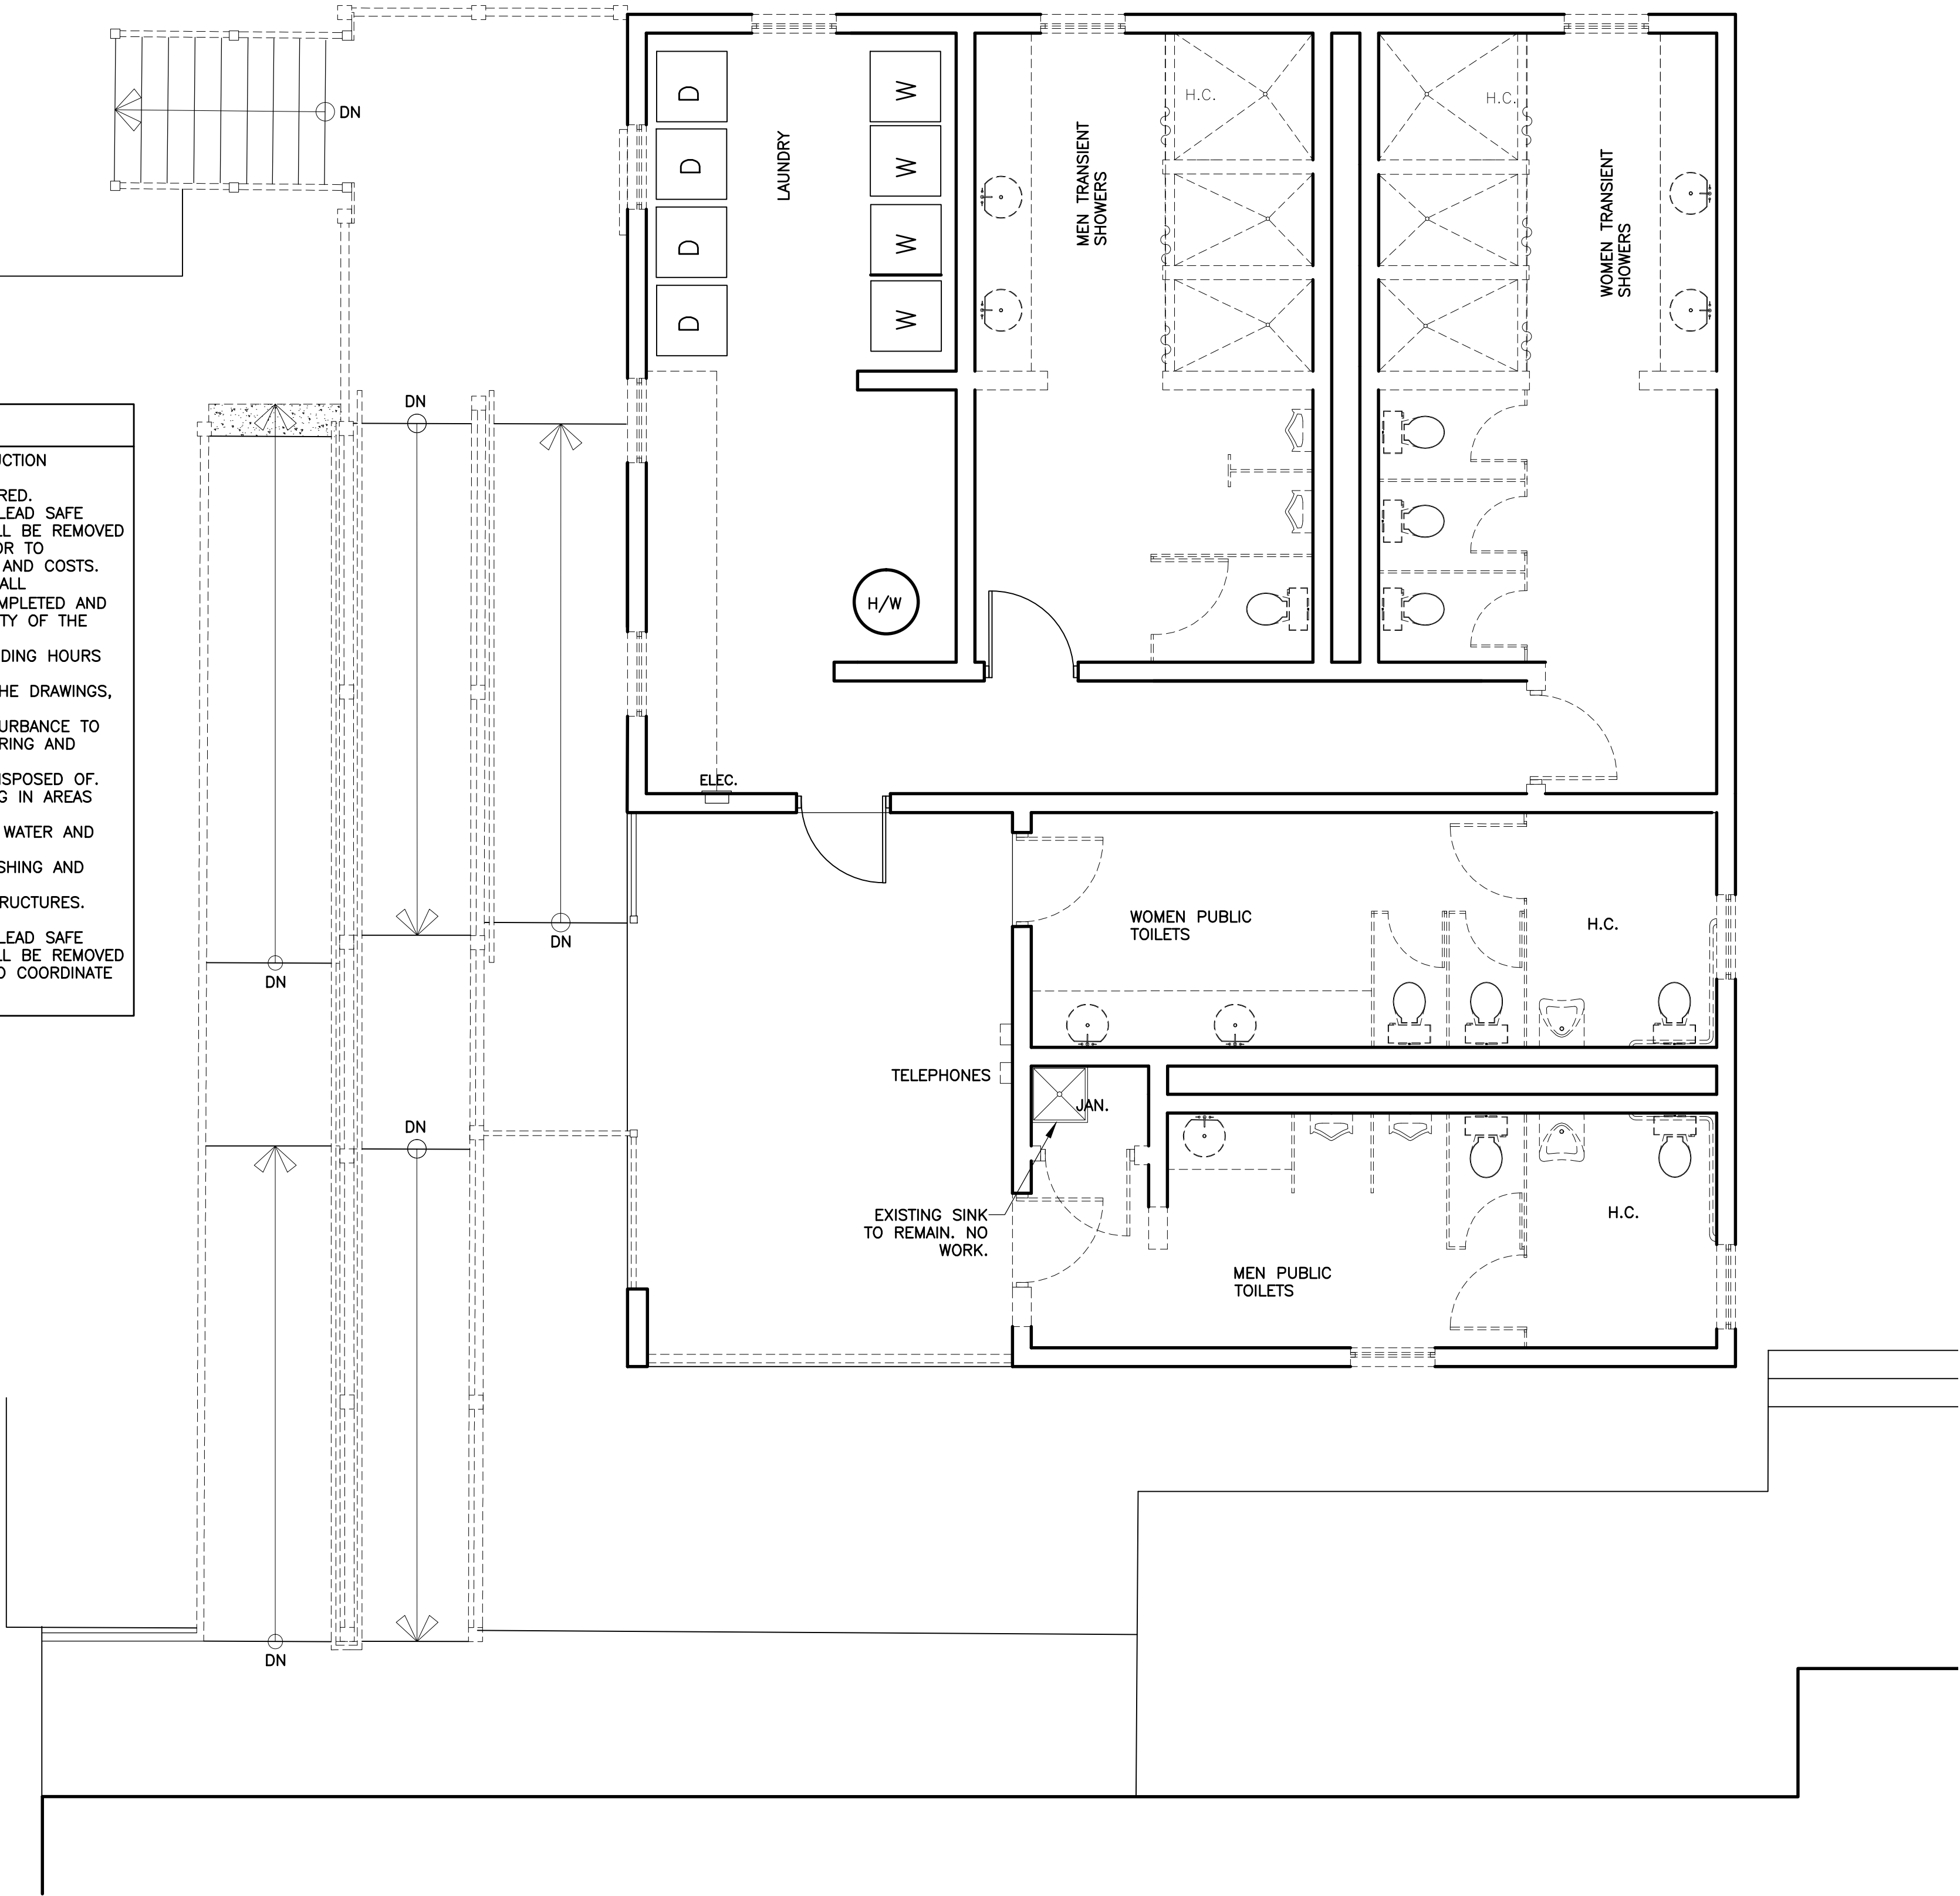 UCTION
RED.
LEAD SAFE
LL BE REMOVED
OR TO
AND COSTS.
ALL
MPLETED AND
TY OF THE
DING HOURS
HE DRAWINGS,
URBANCE TO
RING AND
ISPOSED OF.
G IN AREAS
WATER AND
SHING AND
RUCTURES.
LEAD SAFE
LL BE REMOVED
O COORDINATE
DN
DN
DN
DN
DN
DN
D
D
D
D
LAUNDRY
W
W
W
W
H/W
ELEC.
MEN TRANSIENT
SHOWERS
H.C.
H.C.
WOMEN TRANSIENT
SHOWERS
WOMEN PUBLIC
TOILETS
H.C.
TELEPHONES
JAN.
EXISTING SINK
TO REMAIN. NO
WORK.
H.C.
MEN PUBLIC
TOILETS